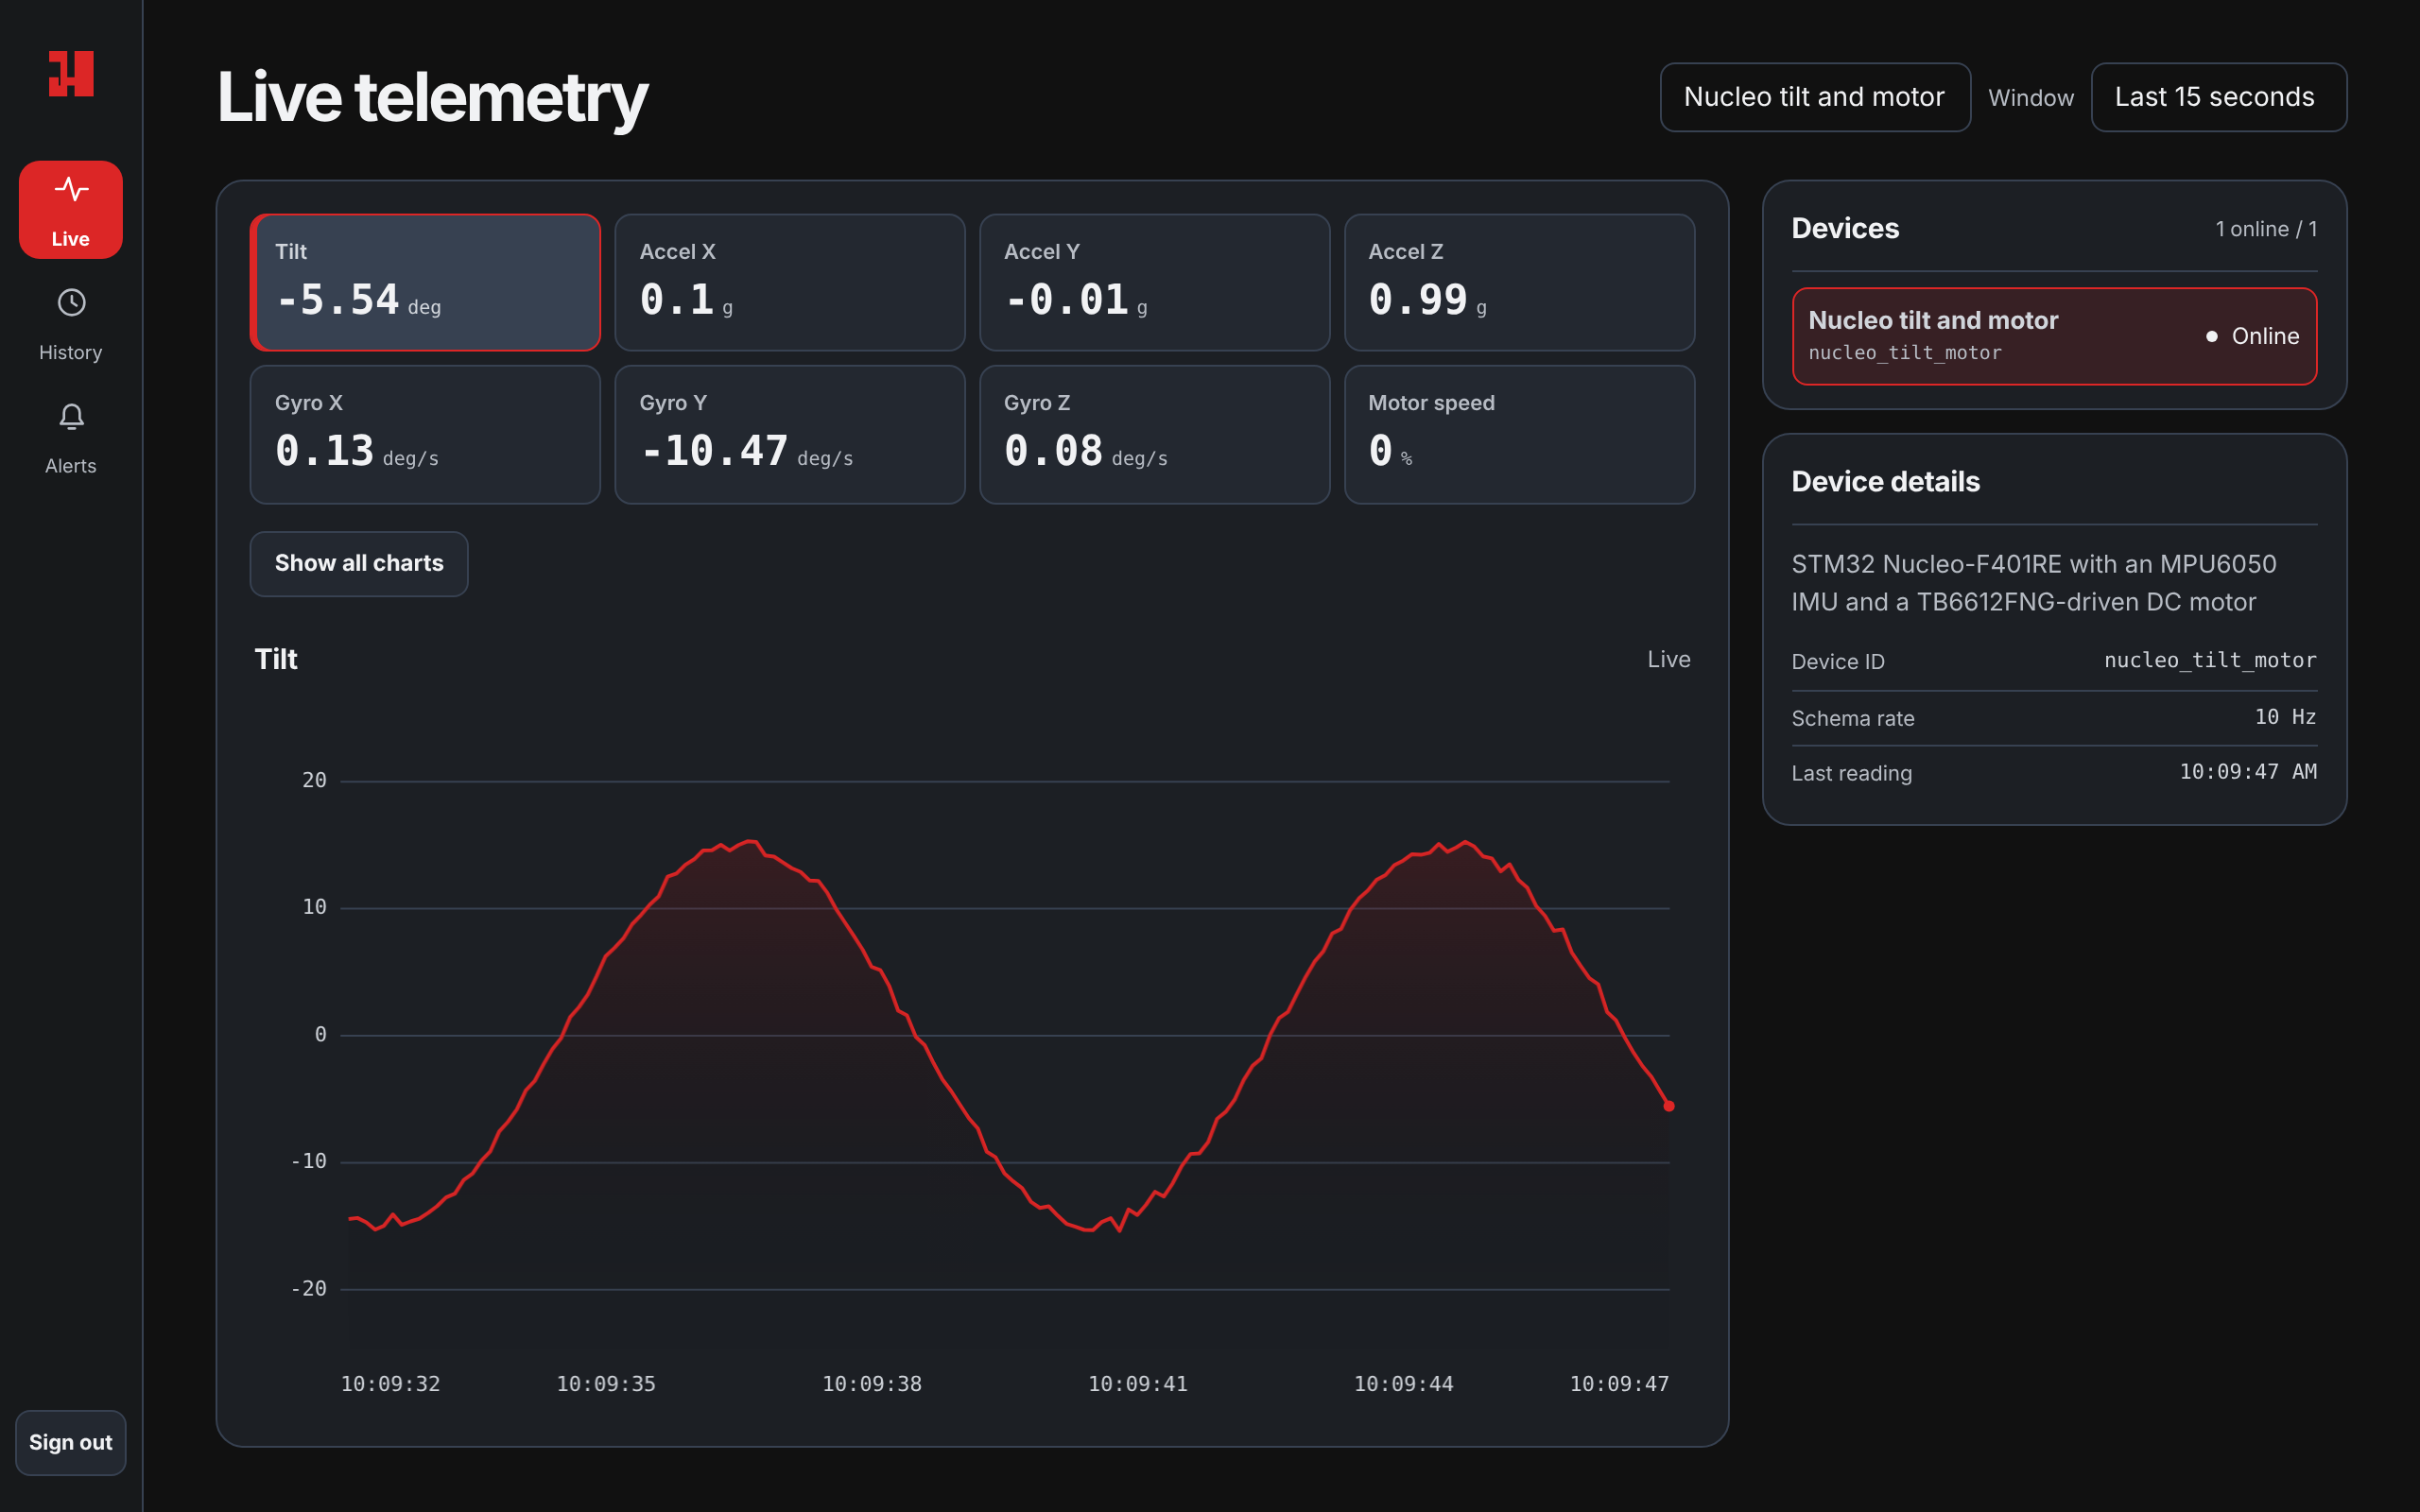 Live telemetry
Nucleo tilt and motor
Window
Last 15 seconds
Live
History
Alerts
Sign out
Tilt
-5.54 deg
Accel X
0.1 g
Accel Y
-0.01 g
Accel Z
0.99 g
Gyro X
0.13 deg/s
Gyro Y
-10.47 deg/s
Gyro Z
0.08 deg/s
Motor speed
0 %
Show all charts
Tilt
Live
20
10
0
-10
-20
10:09:32
10:09:35
10:09:38
10:09:41
10:09:44
10:09:47
Devices
1 online / 1
Nucleo tilt and motor
nucleo_tilt_motor
Online
Device details
STM32 Nucleo-F401RE with an MPU6050
IMU and a TB6612FNG-driven DC motor
Device ID
nucleo_tilt_motor
Schema rate
10 Hz
Last reading
10:09:47 AM